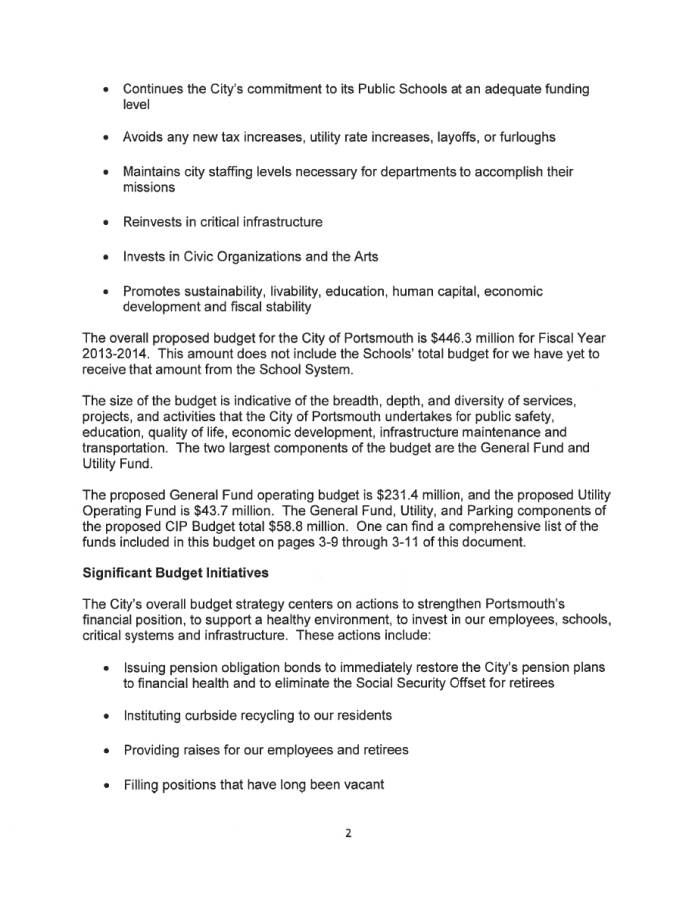 • Continues the City's commitment to its Public Schools at an adequate funding
level
• Avoids any new tax increases, utility rate increases, layoffs, or furloughs
• Maintains city staffing levels necessary for departments to accomplish their
missions
• Reinvests in critical infrastructure
• Invests in Civic Organizations and the Arts
• Promotes sustainability, livability, education, human capital, economic
development and fiscal stability
The overall proposed budget for the City of Portsmouth is $446.3 million for Fiscal Year
2013-2014. This amount does not include the Schools' total budget for we have yet to
receive that amount from the School System.
The size of the budget is indicative of the breadth, depth, and diversity of services,
projects, and activities that the City of Portsmouth undertakes for public safety,
education, quality of life, economic development, infrastructure maintenance and
transportation. The two largest components of the budget are the General Fund and
Utility Fund.
The proposed General Fund operating budget is $231.4 million, and the proposed Utility
Operating Fund is $43.7 million. The General Fund, Utility, and Parking components of
the proposed CIP Budget total $58.8 million. One can find a comprehensive list of the
funds included in this budget on pages 3-9 through 3-11 of this document.
Significant Budget Initiatives
The City's overall budget strategy centers on actions to strengthen Portsmouth's
financial position, to support a healthy environment, to invest in our employees, schools,
critical systems and infrastructure. These actions include:
• Issuing pension obligation bonds to immediately restore the City's pension plans
to financial health and to eliminate the Social Security Offset for retirees
• Instituting curbside recycling to our residents
• Providing raises for our employees and retirees
• Filling positions that have long been vacant
2